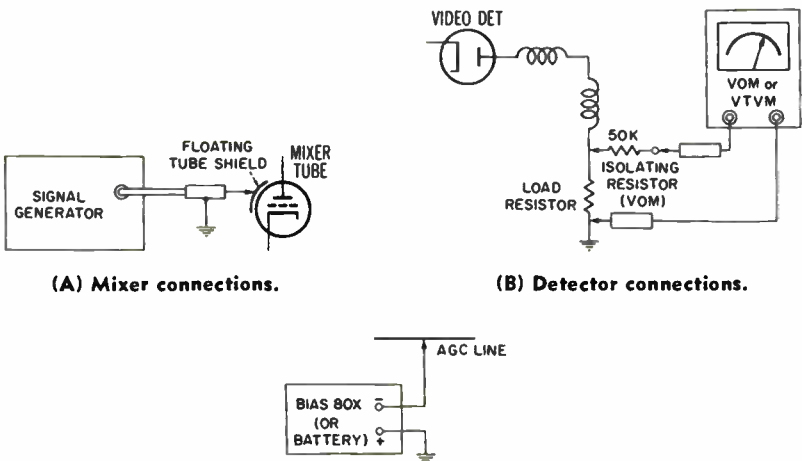 VIDEO DET
VOM or
VTVM
FLOATING
TUBE SHIELD
MIXER
TUBE
SIGNAL
GENERATOR
50K
ISOLATING
RESISTOR
(VOM)
LOAD
RESISTOR
(A) Mixer connections.
(B) Detector connections.
AGC LINE
BIAS BOX
(OR
BATTERY)
-
+